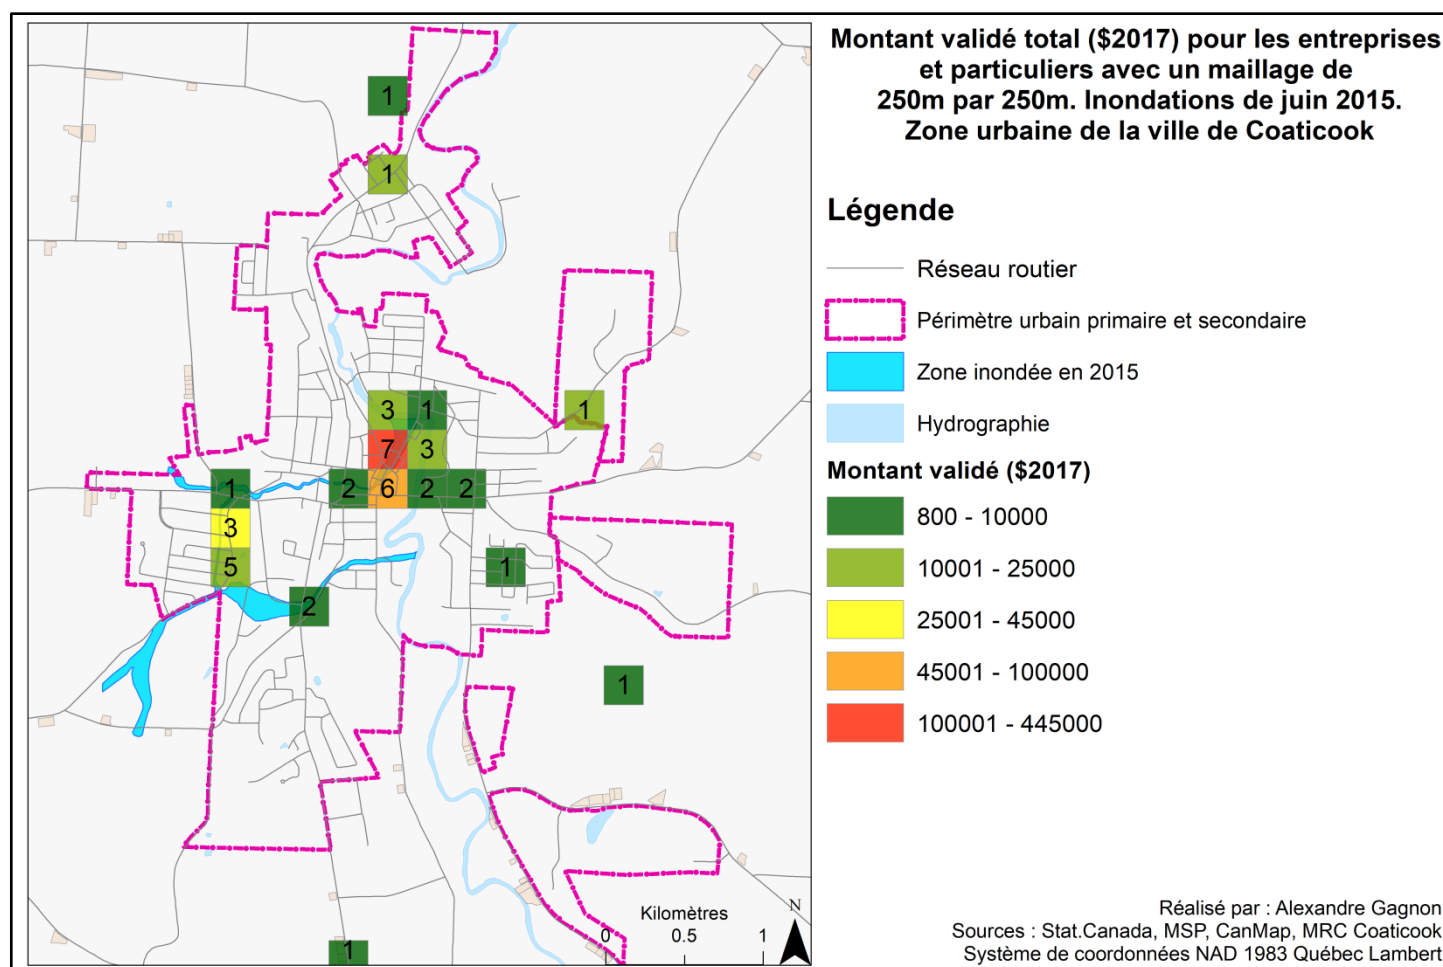 Montant validé total ($2017) pour les entreprises
et particuliers avec un maillage de
250m par 250m. Inondations de juin 2015.
Zone urbaine de la ville de Coaticook
Légende
Réseau routier
Périmètre urbain primaire et secondaire
Zone inondée en 2015
Hydrographie
Montant validé ($2017)
800 - 10000
10001 - 25000
25001 - 45000
45001 - 100000
100001 - 445000
1
1
3 1 1
7 3
1 2 6 2 2
3
5 1
2
1
1
Kilomètres
0 0.5 1
N
Réalisé par : Alexandre Gagnon
Sources : Stat.Canada, MSP, CanMap, MRC Coaticook
Système de coordonnées NAD 1983 Québec Lambert